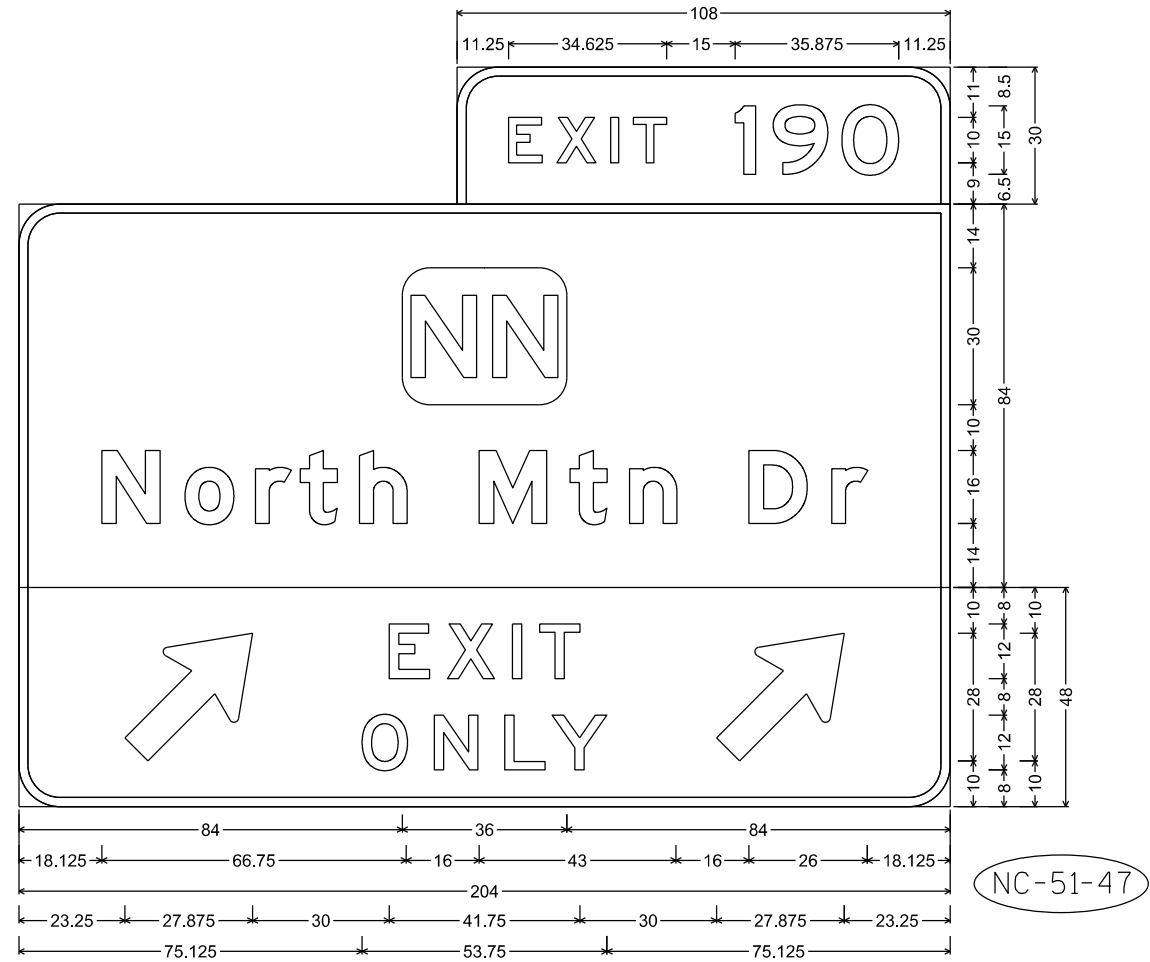 108
11.25 34.625 15 35.875 11.25
EXIT 190
11 10 9
8.5 15 6.5
30
NN
North Mtn Dr
14 30 10 16 14
84
EXIT
ONLY
10 28 10
8 12 8 12 8
10 28 10
48
84 36 84
18.125 66.75 16 43 16 26 18.125
204
23.25 27.875 30 41.75 30 27.875 23.25
75.125 53.75 75.125
NC-51-47